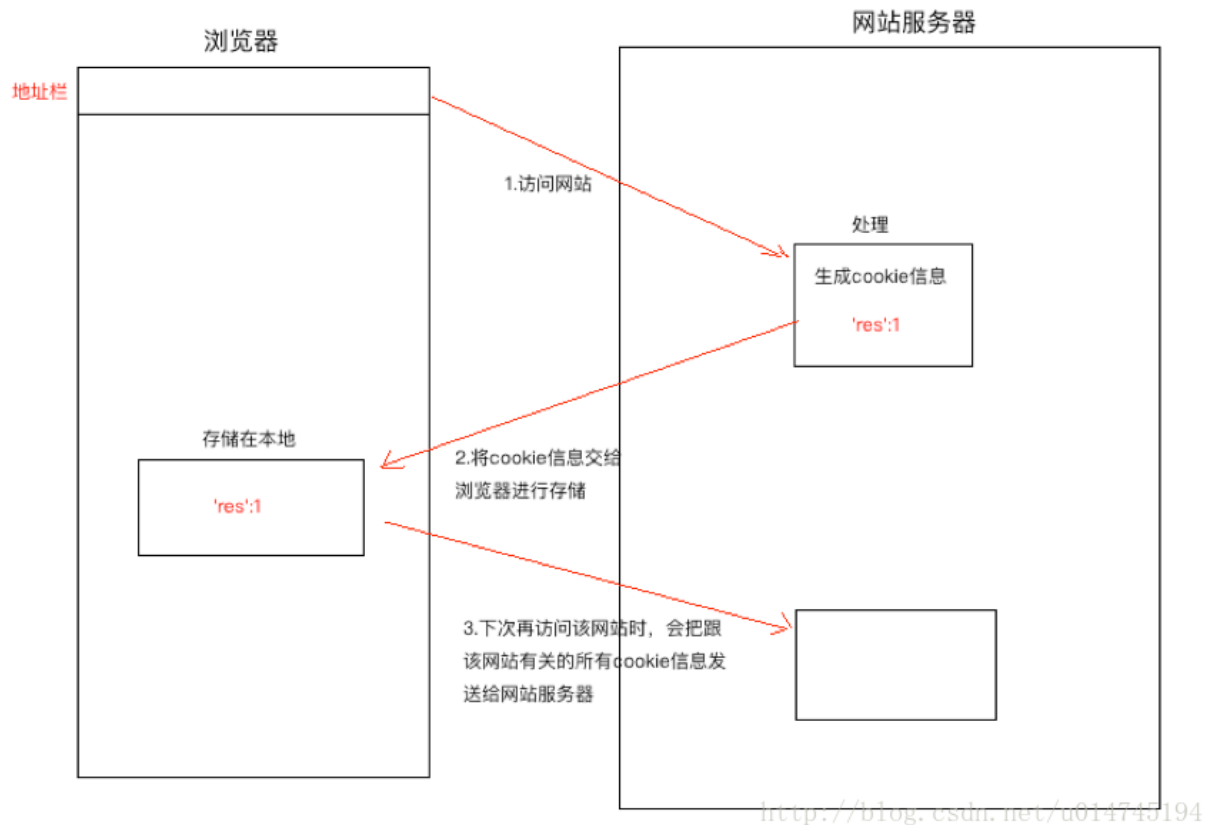 网站服务器
浏览器
地址栏
1.访问网站
处理
生成cookie信息
'res':1
存储在本地
'res':1
2.将cookie信息交给
浏览器进行存储
3.下次再访问该网站时，会把跟
该网站有关的所有cookie信息发
送给网站服务器
http://blog.csdn.net/u014745194